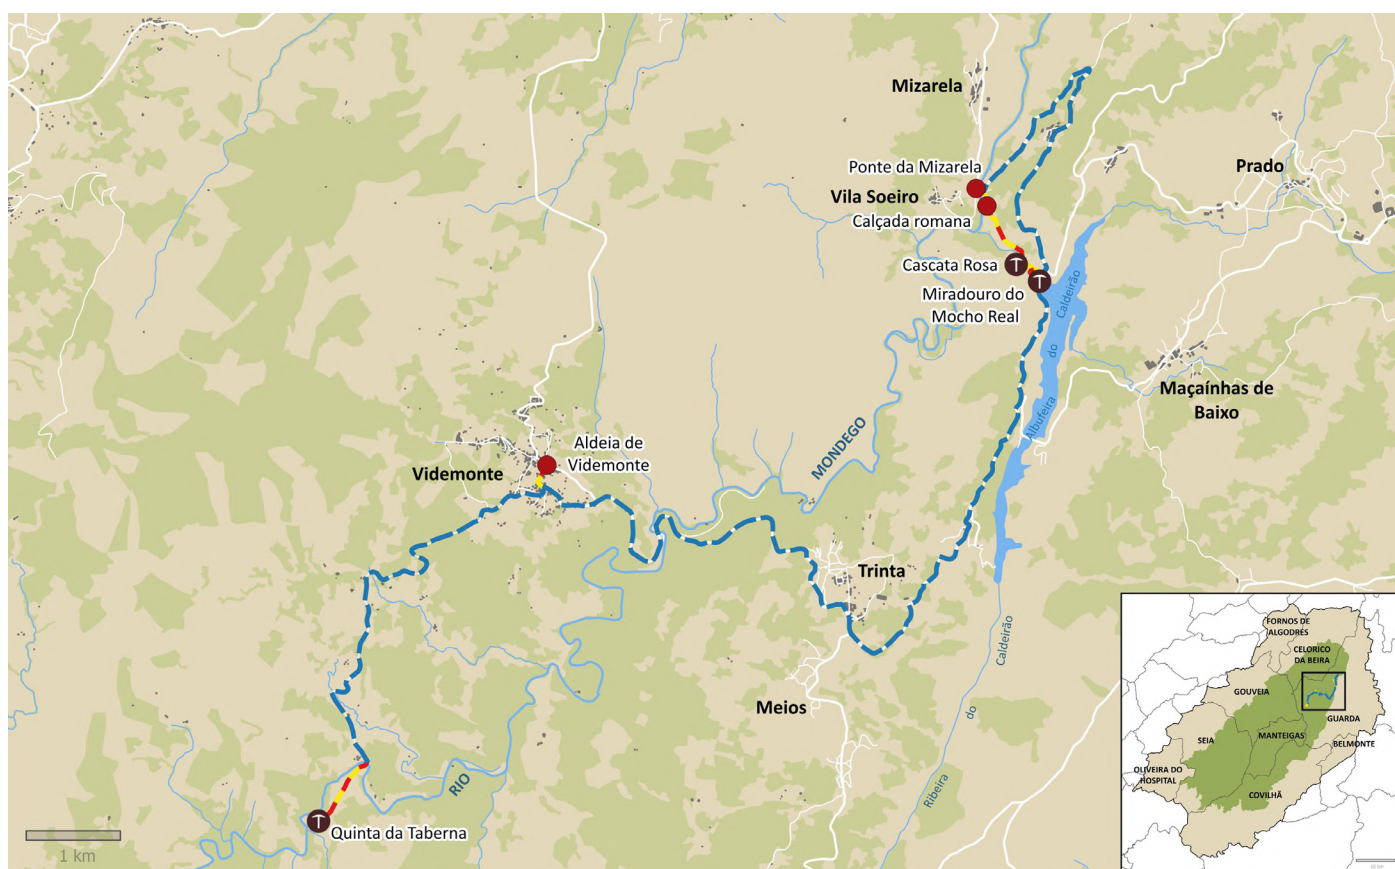 Mizarela
Ponte da Mizarela
Prado
Vila Soeiro
Calçada romana
Cascata Rosa
Miradouro do
Mocho Real
Caldeirão
do
Albufeira
Maçaínhas de
Baixo
MONDEGO
Aldeia de
Videmonte
Videmonte
Trinta
Caldeirão
do
Ribeira
Meios
RIO
Quinta da Taberna
1 km
FORNOS DE
ALGODRES
CELORICO
DA BEIRA
GOUVEIA
GUARDA
SEIA
MANTEIGAS
BELMONTE
OLIVEIRA DO
HOSPITAL
COVILHÃ
10 km